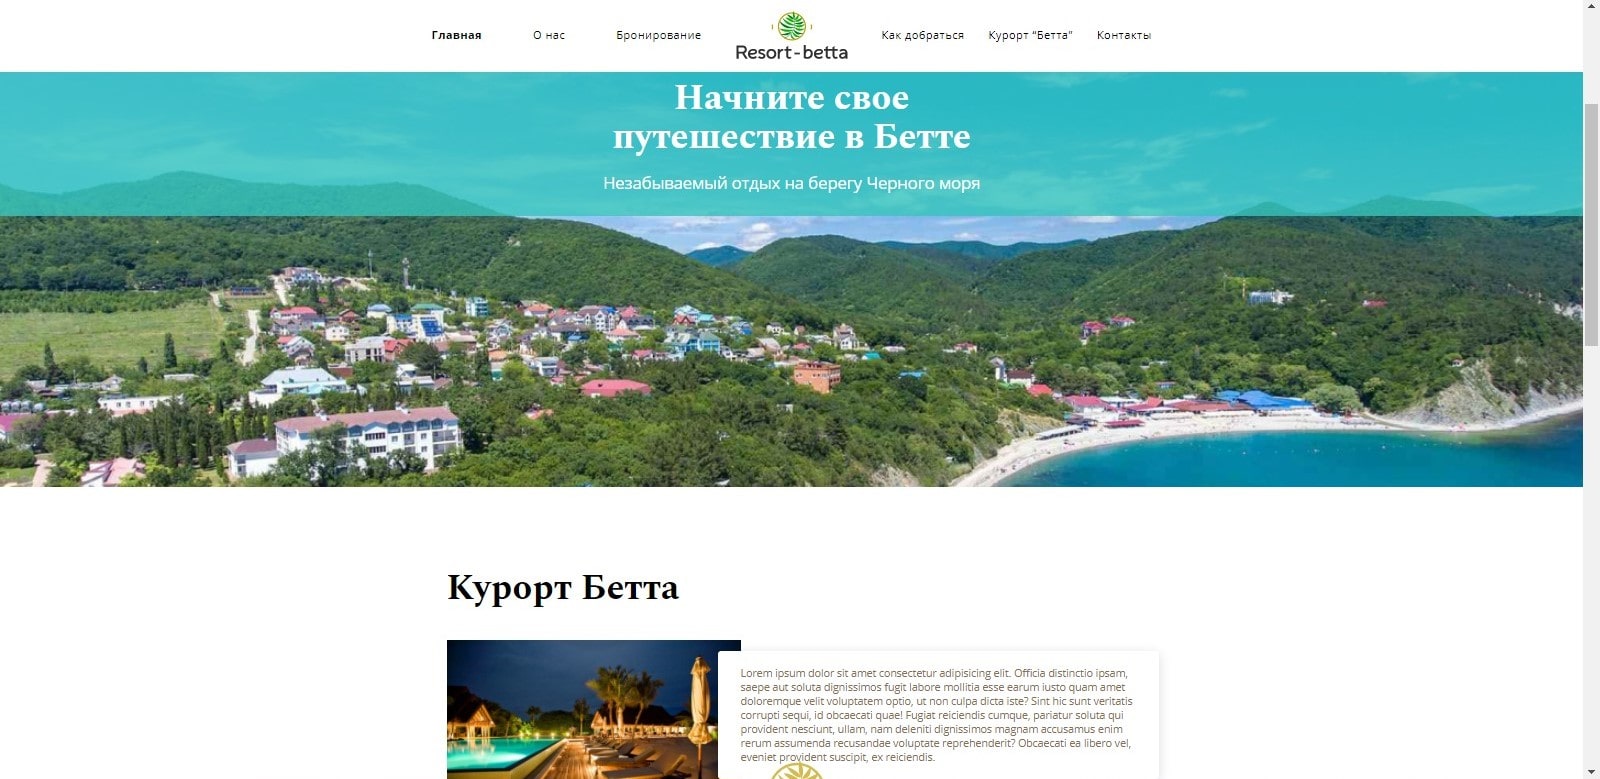 Главная
О нас
Бронирование
Resort-betta
Как добраться
Курорт “Бетта”
Контакты
Начните свое
путешествие в Бетте
Незабываемый отдых на берегу Черного моря
Курорт Бетта
Lorem ipsum dolor sit amet consectetur adipisicing elit. Officia distinctio ipsam,
saepe aut soluta dignissimos fugit labore mollitia esse earum iusto quam amet
doloremque velit voluptatem optio, ut non culpa dicta iste? Sint hic sunt veritatis
corrupti sequi, id obcaecati quae! Fugiat reiciendis cumque, pariatur soluta qui
provident nesciunt, ullam, nam deleniti dignissimos magnam accusamus enim
rerum assumenda recusandae voluptate reprehenderit? Obcaecati ea libero vel,
eveniet provident suscipit, ex reiciendis.